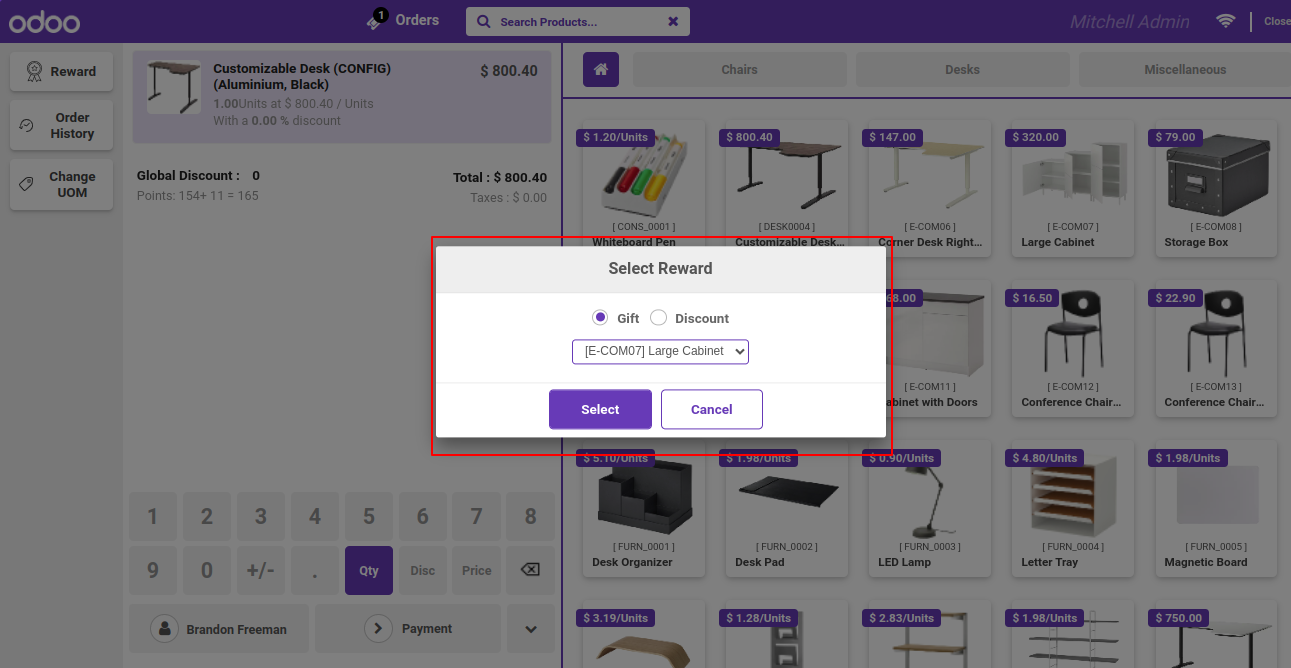 odoo
1
Orders
Search Products...
Mitchell Admin
Close
Reward
Order
History
Change
UOM
Customizable Desk (CONFIG)
(Aluminium, Black)
$ 800.40
1.00Units at $ 800.40 / Units
With a 0.00 % discount
Global Discount : 0
Total : $ 800.40
Points: 154+ 11 = 165
Taxes : $ 0.00
Chairs
Desks
Miscellaneous
$ 1.20/Units
$ 800.40
$ 147.00
$ 320.00
$ 79.00
[ CONS_0001 ]
[ DESK0004 ]
[ E-COM06 ]
[ E-COM07 ]
[ E-COM08 ]
Whiteboard Pen
Customizable Desk...
Corner Desk Right...
Large Cabinet
Storage Box
Select Reward
Gift
Discount
[E-COM07] Large Cabinet
Select
Cancel
$ 16.50
$ 22.90
[ E-COM11 ]
[ E-COM12 ]
[ E-COM13 ]
with Doors
Conference Chair...
Conference Chair...
$ 5.10/Units
$ 1.98/Units
$ 0.90/Units
$ 4.80/Units
$ 1.98/Units
[ FURN_0001 ]
[ FURN_0002 ]
[ FURN_0003 ]
[ FURN_0004 ]
[ FURN_0005 ]
Desk Organizer
Desk Pad
LED Lamp
Letter Tray
Magnetic Board
$ 3.19/Units
$ 1.28/Units
$ 2.83/Units
$ 1.98/Units
$ 750.00
1 2 3 4 5 6 7 8
9 0 +/- . Qty Disc Price
Brandon Freeman
Payment